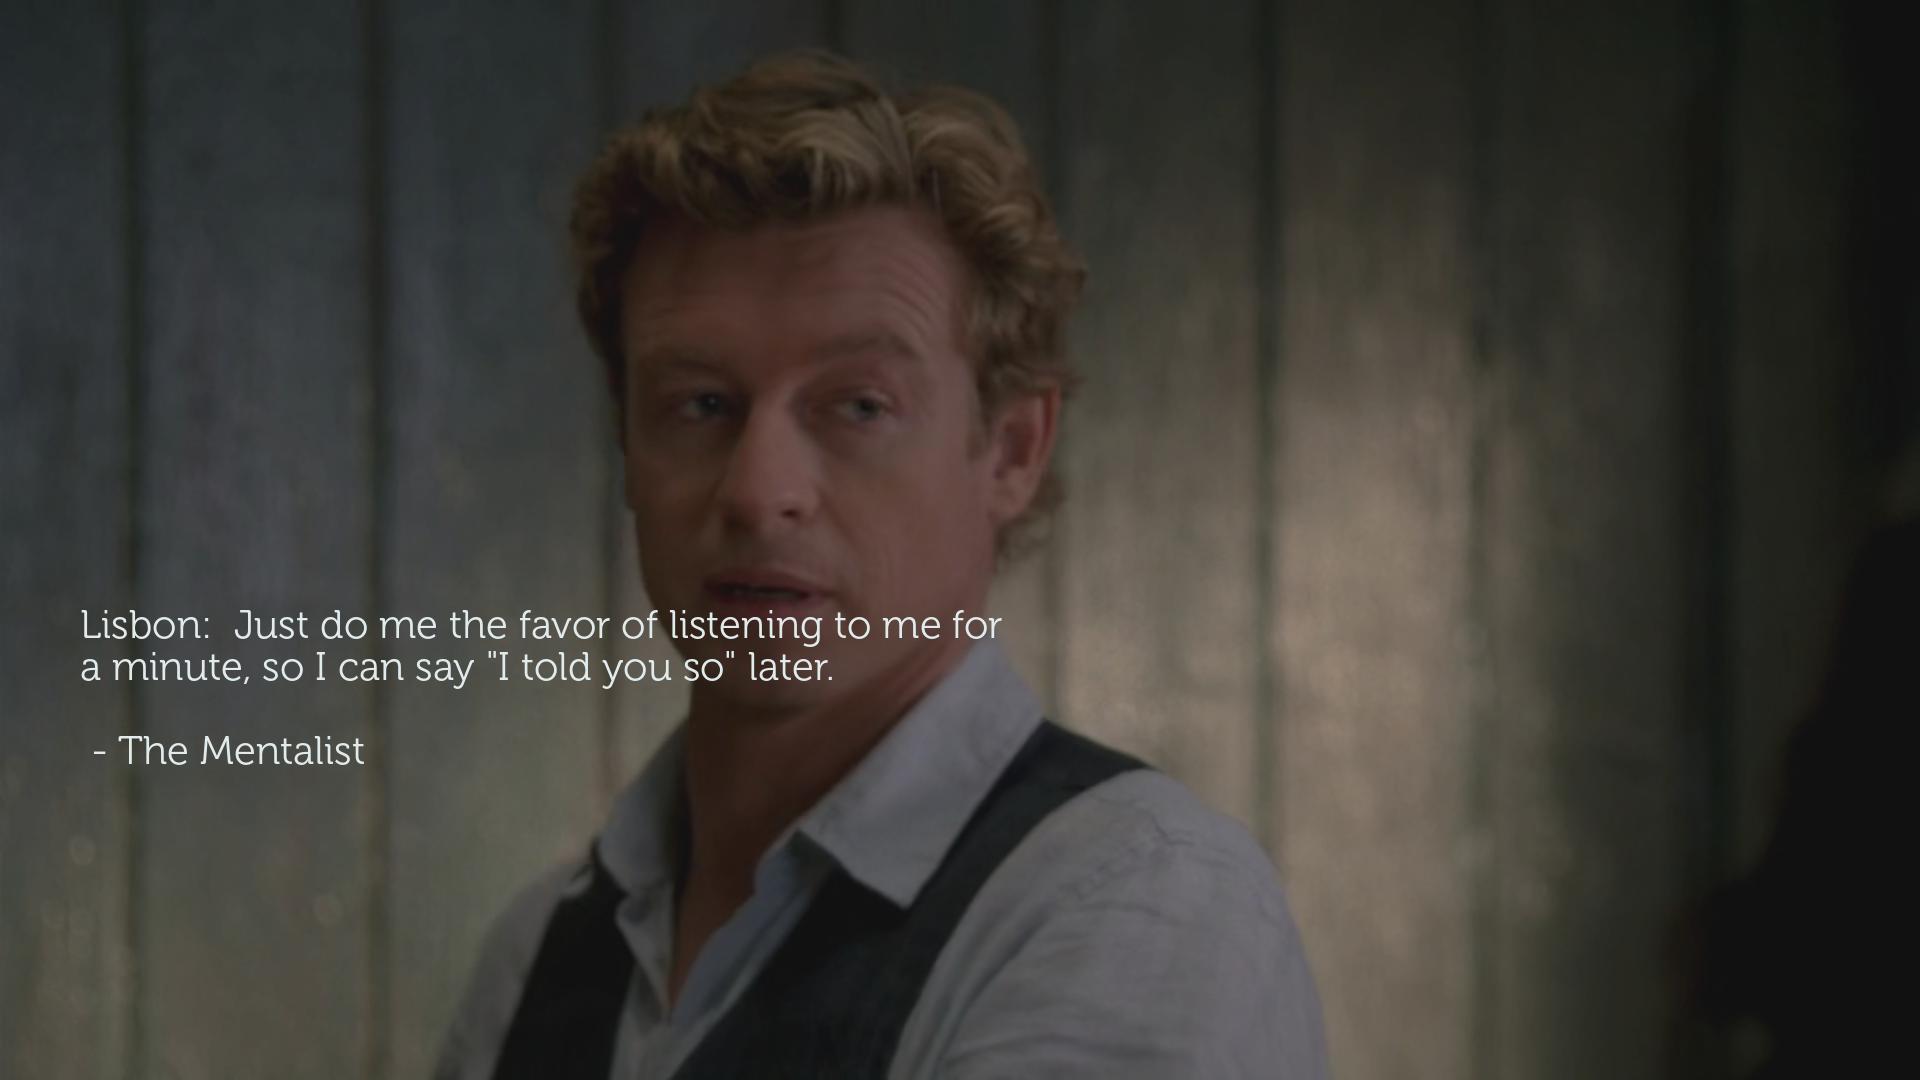 Lisbon:  Just do me the favor of listening to me for
a minute, so I can say "I told you so" later.
- The Mentalist